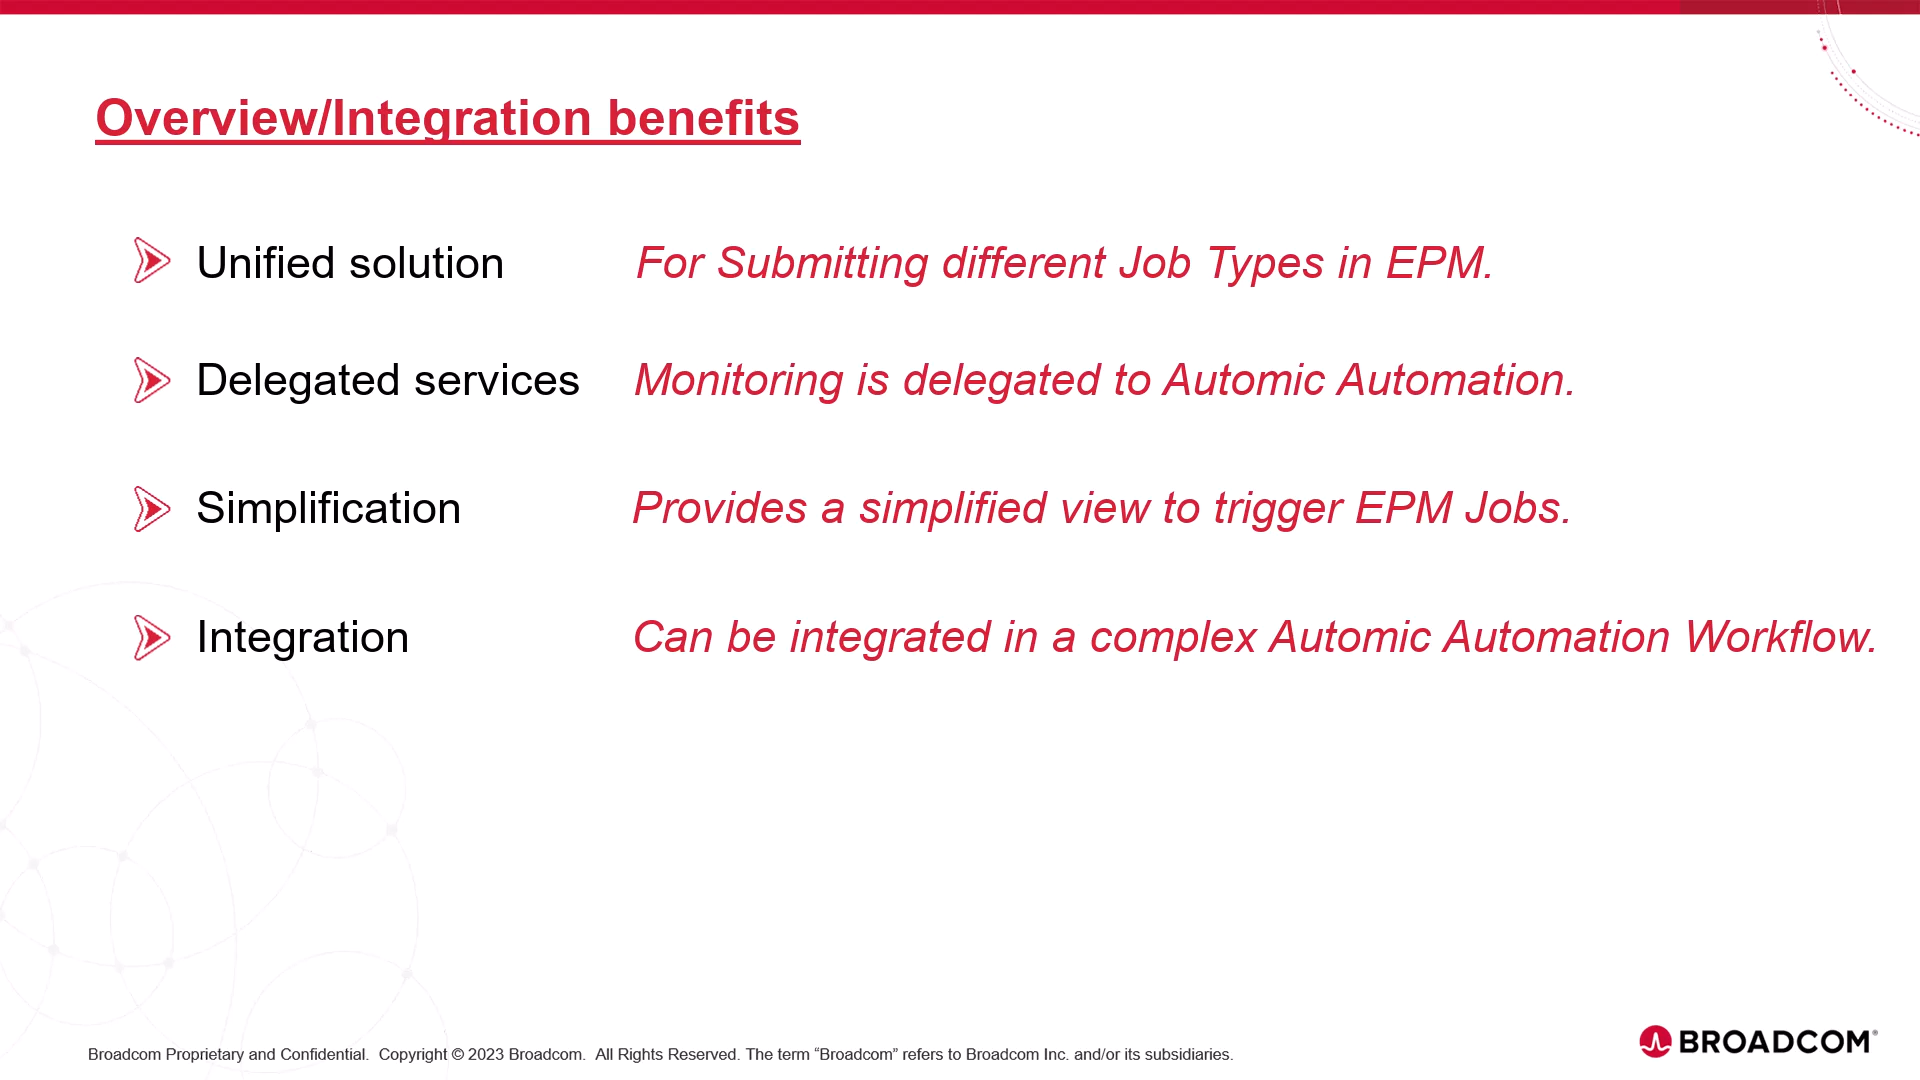 Overview/Integration benefits
Unified solution For Submitting different Job Types in EPM.
Delegated services Monitoring is delegated to Automic Automation.
Simplification Provides a simplified view to trigger EPM Jobs.
Integration Can be integrated in a complex Automic Automation Workflow.
Broadcom Proprietary and Confidential. Copyright © 2023 Broadcom. All Rights Reserved. The term “Broadcom” refers to Broadcom Inc. and/or its subsidiaries.
BROADCOM®